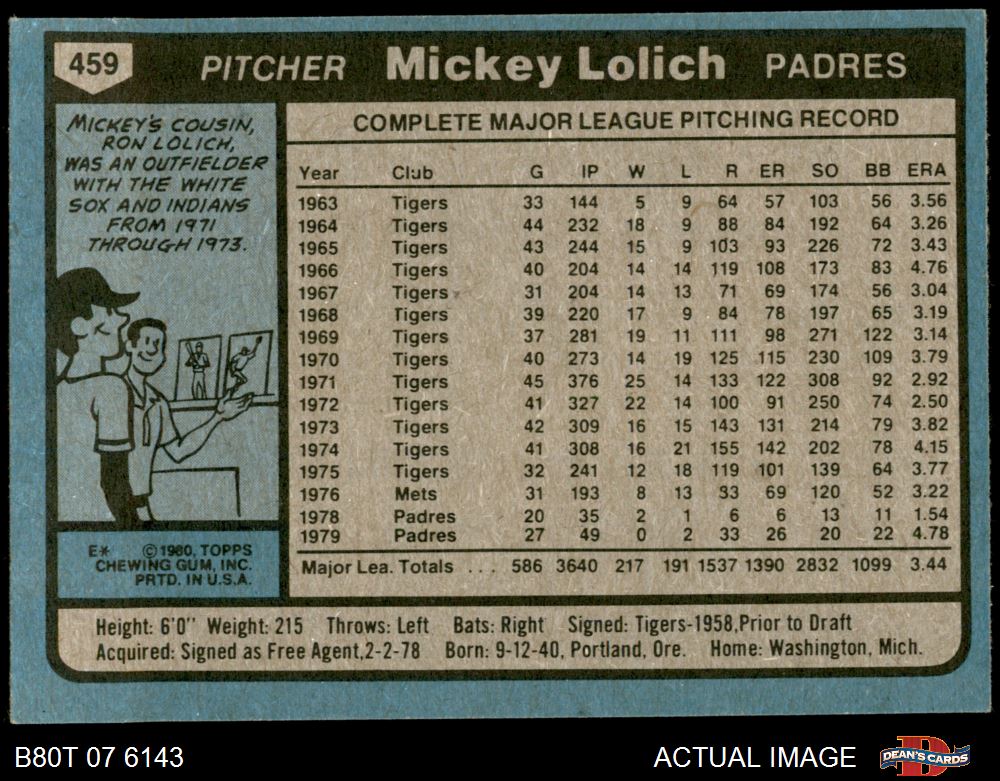 459 PITCHER Mickey Lolich PADRES
MICKEY'S COUSIN,
RON LOLICH,
WAS AN OUTFIELDER
WITH THE WHITE
SOX AND INDIANS
FROM 1971
THROUGH 1973.
E* © 1980, TOPPS
CHEWING GUM, INC.
PRTD. IN U.S.A.
COMPLETE MAJOR LEAGUE PITCHING RECORD
Year Club G IP W L R ER SO BB ERA
1963 Tigers 33 144 5 9 64 57 103 56 3.56
1964 Tigers 44 232 18 9 88 84 192 64 3.26
1965 Tigers 43 244 15 9 103 93 226 72 3.43
1966 Tigers 40 204 14 14 119 108 173 83 4.76
1967 Tigers 31 204 14 13 71 69 174 56 3.04
1968 Tigers 39 220 17 9 84 78 197 65 3.19
1969 Tigers 37 281 19 11 111 98 271 122 3.14
1970 Tigers 40 273 14 19 125 115 230 109 3.79
1971 Tigers 45 376 25 14 133 122 308 92 2.92
1972 Tigers 41 327 22 14 100 91 250 74 2.50
1973 Tigers 42 309 16 15 143 131 214 79 3.82
1974 Tigers 41 308 16 21 155 142 202 78 4.15
1975 Tigers 32 241 12 18 119 101 139 64 3.77
1976 Mets 31 193 8 13 83 69 120 52 3.22
1978 Padres 20 35 2 1 6 6 13 11 1.54
1979 Padres 27 49 0 2 33 26 20 22 4.78
Major Lea. Totals . . . 586 3640 217 191 1537 1390 2832 1099 3.44
Height: 6'0" Weight: 215 Throws: Left Bats: Right Signed: Tigers-1958,Prior to Draft
Acquired: Signed as Free Agent,2-2-78 Born: 9-12-40, Portland, Ore. Home: Washington, Mich.
B80T 07 6143 ACTUAL IMAGE DEAN'S CARDS